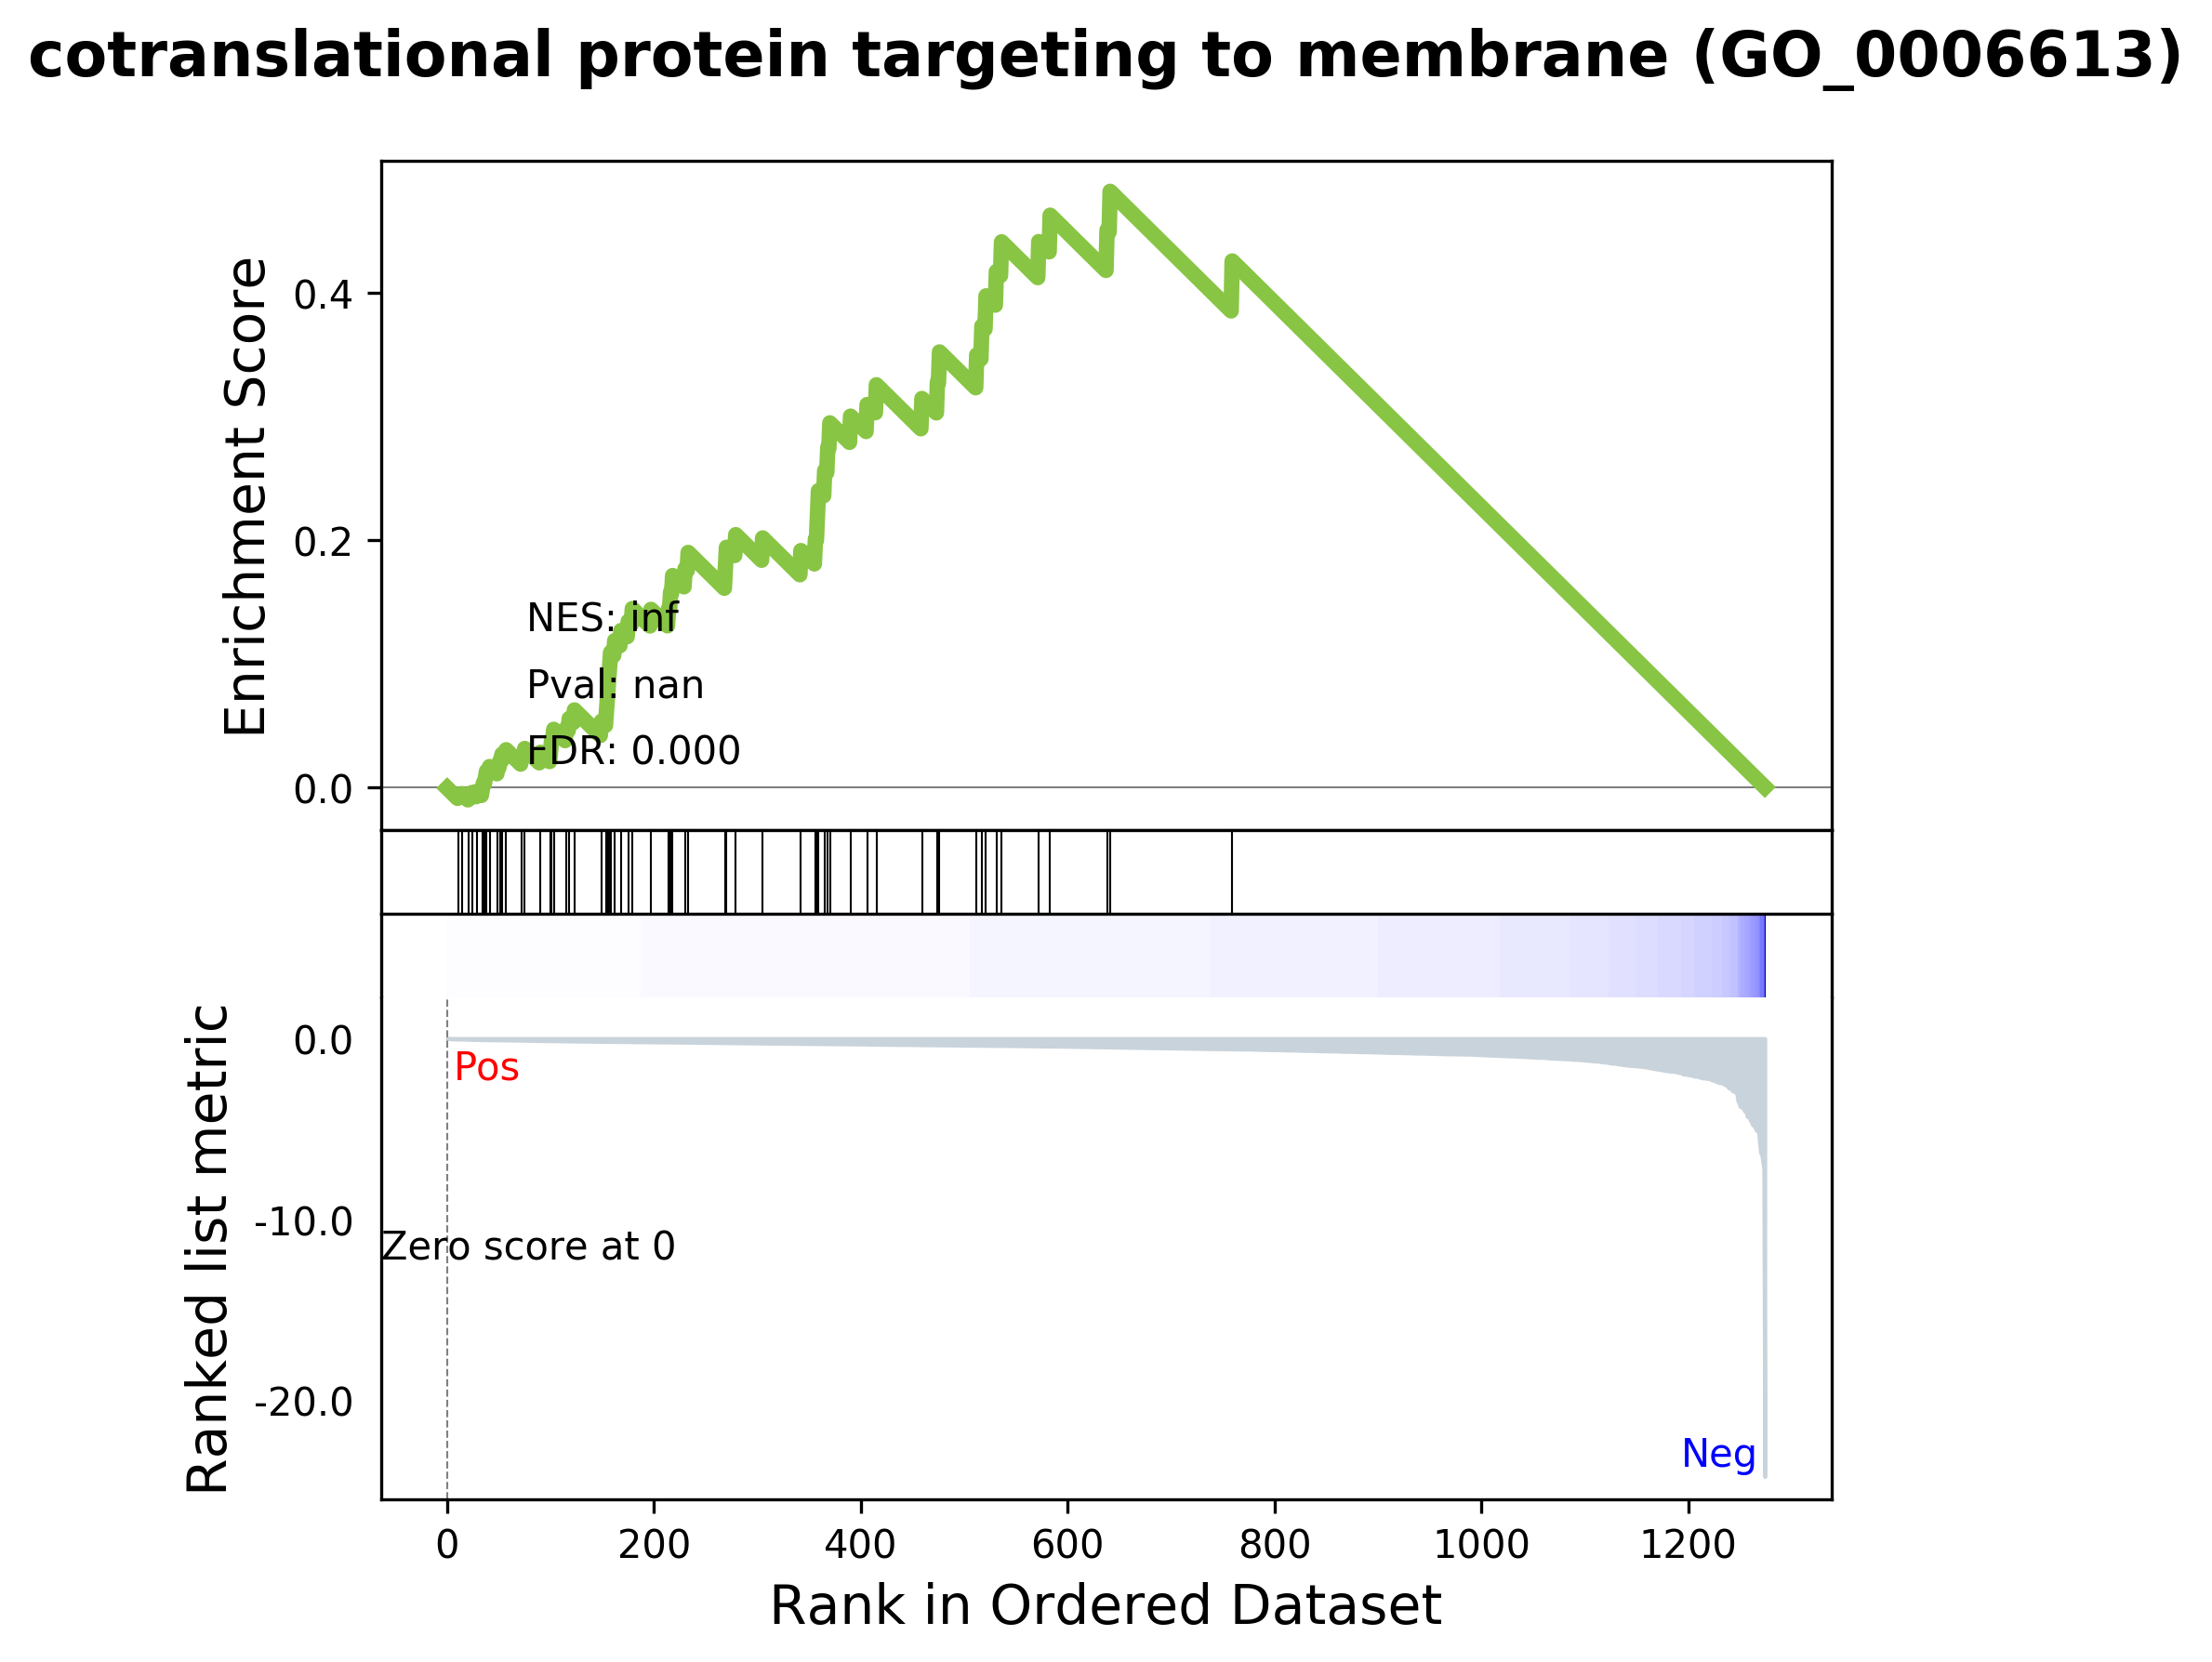 cotranslational protein targeting to membrane (GO_0006613)
Enrichment Score
0.4
0.2
0.0
NES: inf
Pval: nan
FDR: 0.000
Ranked list metric
0.0
-10.0
-20.0
Pos
Zero score at 0
Neg
0 200 400 600 800 1000 1200
Rank in Ordered Dataset